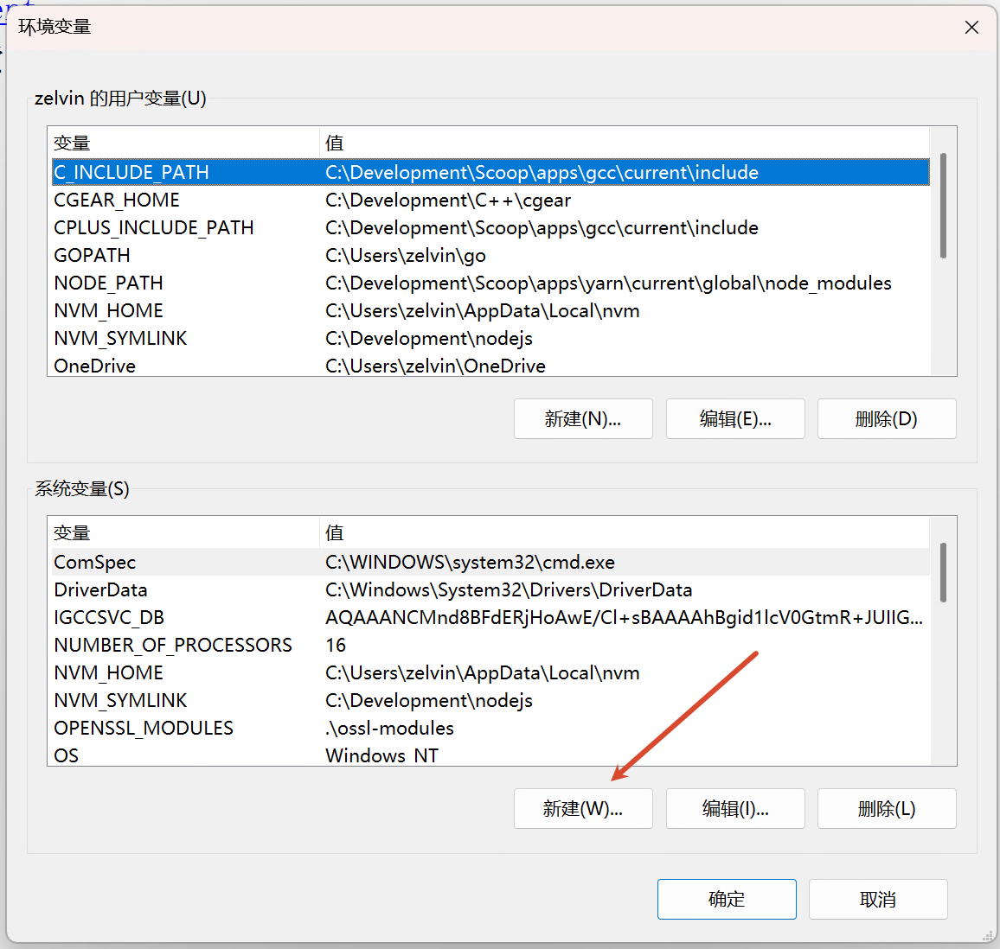 环境变量
zelvin 的用户变量(U)
变量 值
C_INCLUDE_PATH C:\Development\Scoop\apps\gcc\current\include
CGEAR_HOME C:\Development\C++\cgear
CPLUS_INCLUDE_PATH C:\Development\Scoop\apps\gcc\current\include
GOPATH C:\Users\zelvin\go
NODE_PATH C:\Development\Scoop\apps\yarn\current\global\node_modules
NVM_HOME C:\Users\zelvin\AppData\Local\nvm
NVM_SYMLINK C:\Development\nodejs
OneDrive C:\Users\zelvin\OneDrive
新建(N)... 编辑(E)... 删除(D)
系统变量(S)
变量 值
ComSpec C:\WINDOWS\system32\cmd.exe
DriverData C:\Windows\System32\Drivers\DriverData
IGCCSVC_DB AQAAANCMnd8BFdERjHoAwE/Cl+sBAAAAhBgid1lcV0GtmR+JUIIG...
NUMBER_OF_PROCESSORS 16
NVM_HOME C:\Users\zelvin\AppData\Local\nvm
NVM_SYMLINK C:\Development\nodejs
OPENSSL_MODULES .\ossl-modules
OS Windows_NT
新建(W)... 编辑(I)... 删除(L)
确定 取消